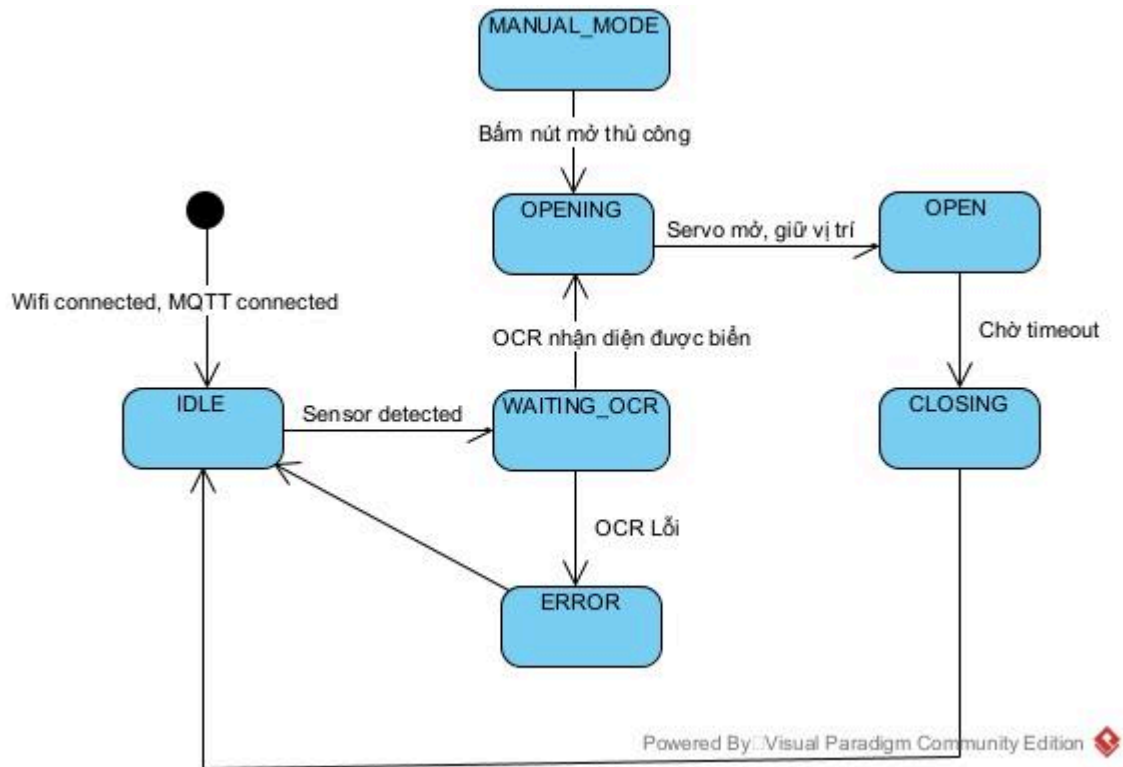 MANUAL_MODE
Bấm nút mở thủ công
OPENING
Servo mở, giữ vị trí
OPEN
Wifi connected, MQTT connected
OCR nhận diện được biển
Chờ timeout
IDLE
Sensor detected
WAITING_OCR
CLOSING
OCR Lỗi
ERROR
Powered By Visual Paradigm Community Edition